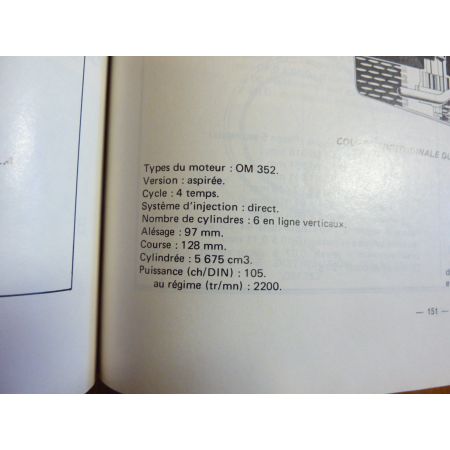 LONGITUDINALE
Types du moteur : OM 352.
Version : aspirée.
Cycle : 4 temps.
Système d'injection : direct.
Nombre de cylindres : 6 en ligne verticaux.
Alésage : 97 mm.
Course : 128 mm.
Cylindrée : 5 675 cm3.
Puissance (ch/DIN) : 105.
au régime (tr/mn) : 2200.
d
e
— 151 —